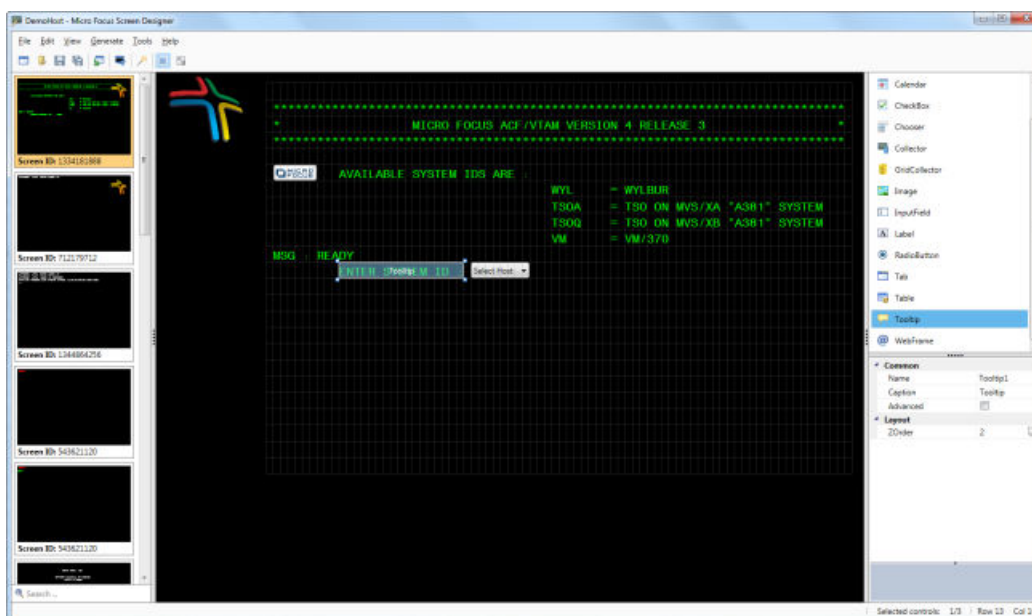 DemoHost - Micro Focus Screen Designer
File Edit View Generate Tools Help
Screen ID: 1334181888
Screen ID: 712179712
Screen ID: 1344864256
Screen ID: 543621120
Screen ID: 543621120
Search...
* MICRO FOCUS ACF/VTAM VERSION 4 RELEASE 3 *
AVAILABLE SYSTEM IDS ARE :
WYL = WYLBUR
TSOA = TSO ON MVS/XA "A381" SYSTEM
TSOQ = TSO ON MVS/XB "A381" SYSTEM
VM = VM/370
MSG : READY
ENTER S Tooltip M ID Select Host:
Calendar
CheckBox
Chooser
Collector
GridCollector
Image
InputField
Label
RadioButton
Tab
Table
Tooltip
WebFrame
Common
Name Tooltip1
Caption Tooltip
Advanced
Layout
ZOrder 2
Selected controls: 1/3 Row 13 Col